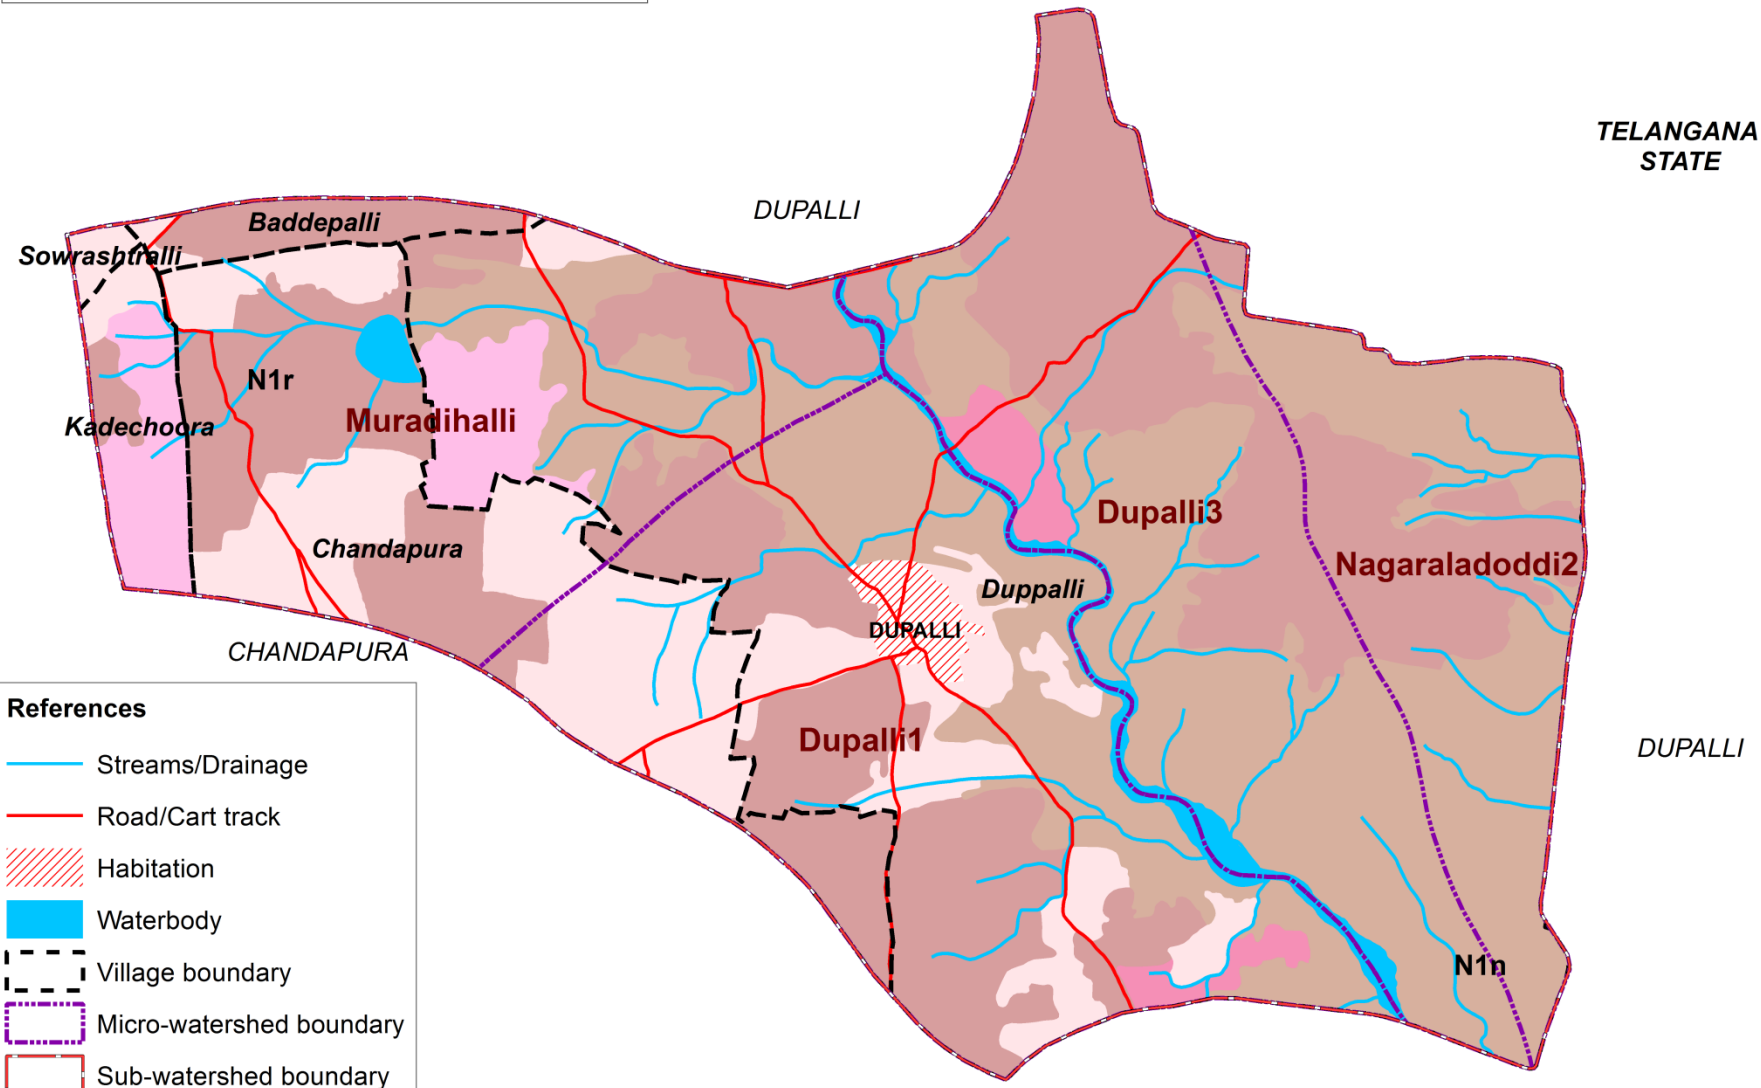 TELANGANA
STATE
DUPALLI
Baddepalli
Sowrashtralli
N1r
Muradihalli
Kadechoora
Dupalli3
Chandapura
Nagaraladoddi2
Duppalli
DUPALLI
CHANDAPURA
Dupalli1
DUPALLI
N1n
References
Streams/Drainage
Road/Cart track
Habitation
Waterbody
Village boundary
Micro-watershed boundary
Sub-watershed boundary